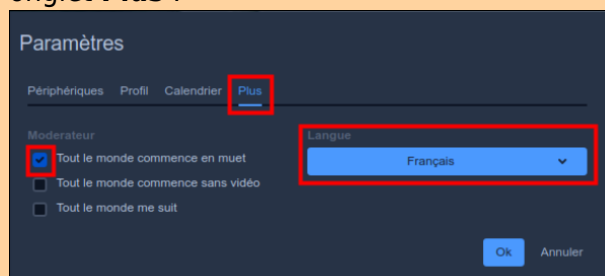 onglet Plus :
Paramètres
Périphériques Profil Calendrier Plus
Moderateur Langue
Tout le monde commence en muet Français
Tout le monde commence sans vidéo
Tout le monde me suit
Ok Annuler